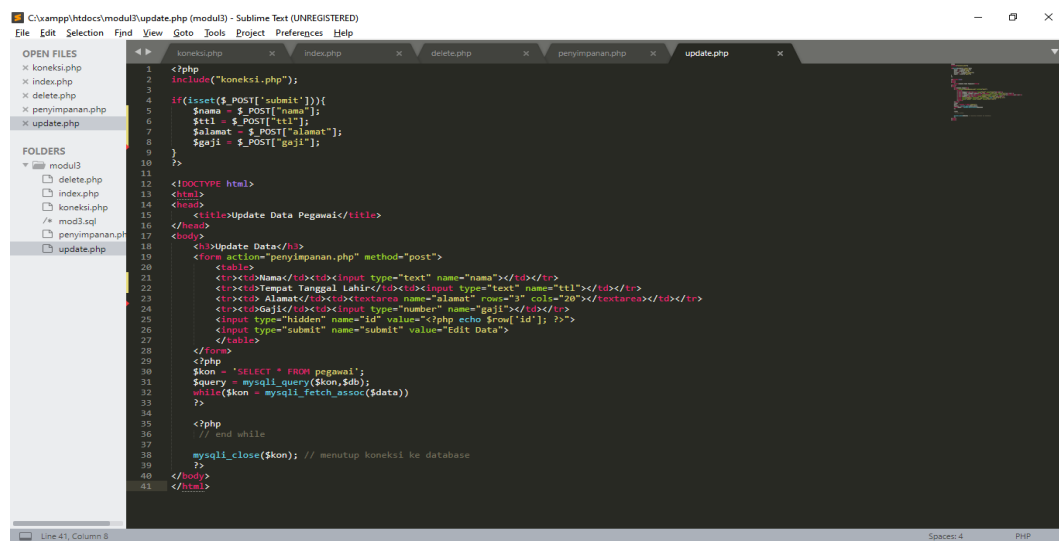 C:\xampp\htdocs\modul3\update.php (modul3) - Sublime Text (UNREGISTERED)
File Edit Selection Find View Goto Tools Project Preferences Help
OPEN FILES
koneksi.php
index.php
delete.php
penyimpanan.php
update.php
FOLDERS
modul3
delete.php
index.php
koneksi.php
/* mod3.sql
penyimpanan.ph
update.php
koneksi.php × index.php × delete.php × penyimpanan.php × update.php ×
1 <?php
2 include("koneksi.php");
3
4 if(isset($_POST['submit'])){
5 $nama = $_POST["nama"];
6 $ttl = $_POST["ttl"];
7 $alamat = $_POST["alamat"];
8 $gaji = $_POST["gaji"];
9 }
10 ?>
11
12 <!DOCTYPE html>
13 <html>
14 <head>
15 <title>Update Data Pegawai</title>
16 </head>
17 <body>
18 <h3>Update Data</h3>
19 <form action="penyimpanan.php" method="post">
20 <table>
21 <tr><td>Nama</td><td><input type="text" name="nama"></td></tr>
22 <tr><td>Tempat Tanggal Lahir</td><td><input type="text" name="ttl"></td></tr>
23 <tr><td> Alamat</td><td><textarea name="alamat" rows="3" cols="20"></textarea></td></tr>
24 <tr><td>Gaji</td><td><input type="number" name="gaji"></td></tr>
25 <input type="hidden" name="id" value="<?php echo $row['id']; ?>">
26 <input type="submit" name="submit" value="Edit Data">
27 </table>
28 </form>
29 <?php
30 $kon = 'SELECT * FROM pegawai';
31 $query = mysqli_query($kon,$db);
32 while($kon = mysqli_fetch_assoc($data))
33 ?>
34
35 <?php
36 // end while
37
38 mysqli_close($kon); // menutup koneksi ke database
39 ?>
40 </body>
41 </html>
Line 41, Column 8
Spaces: 4
PHP